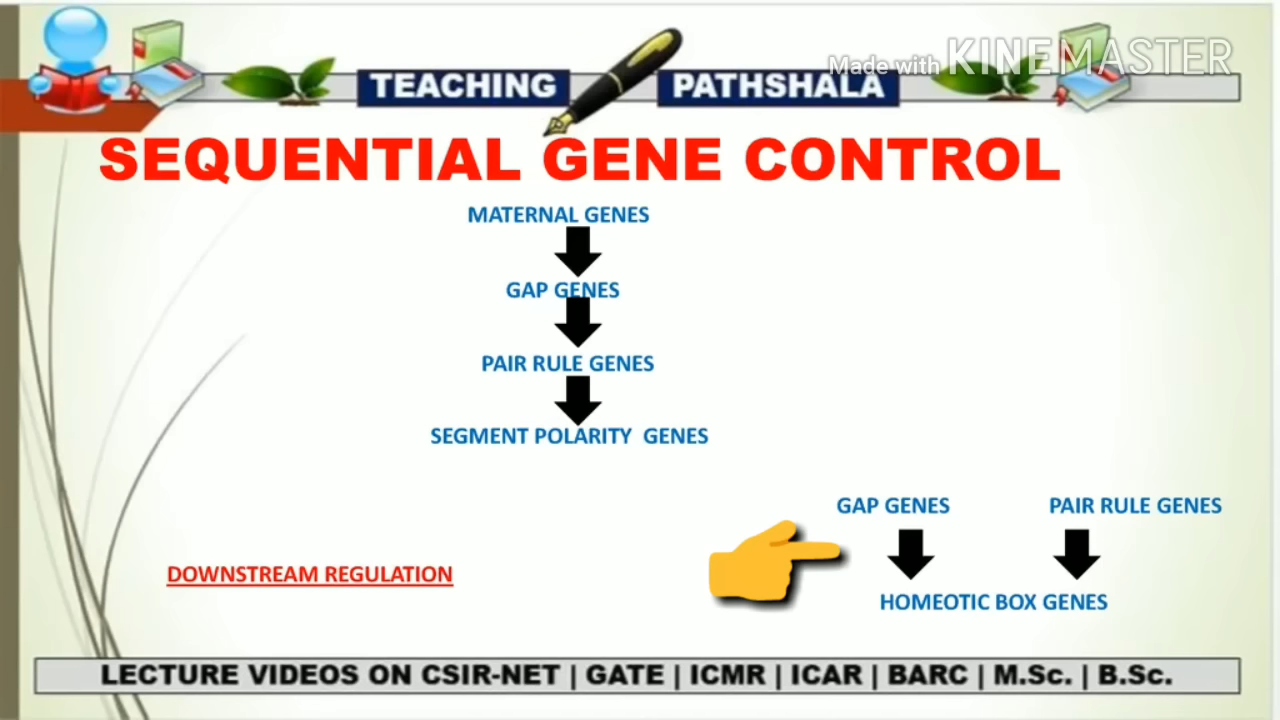 Made with KINEMASTER
TEACHING PATHSHALA
SEQUENTIAL GENE CONTROL
MATERNAL GENES
GAP GENES
PAIR RULE GENES
SEGMENT POLARITY GENES
GAP GENES PAIR RULE GENES
DOWNSTREAM REGULATION
HOMEOTIC BOX GENES
LECTURE VIDEOS ON CSIR-NET | GATE | ICMR | ICAR | BARC | M.Sc. | B.Sc.